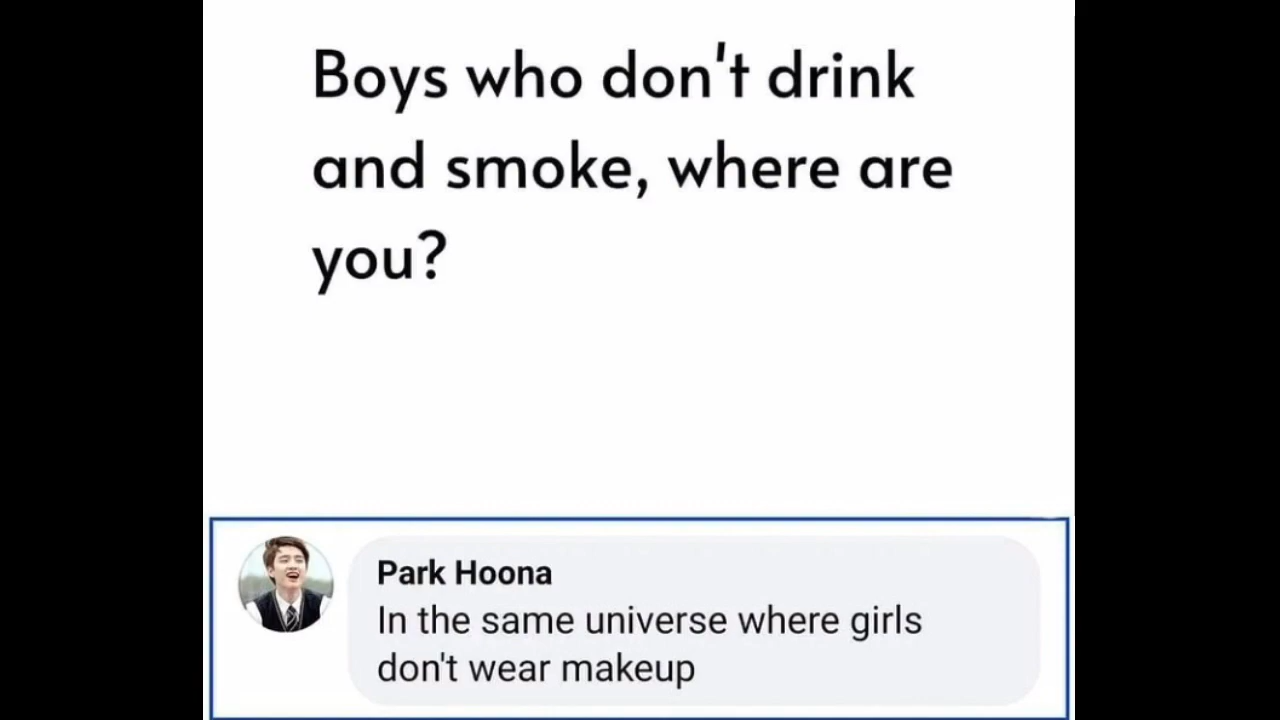 Boys who don't drink
and smoke, where are
you?
Park Hoona
In the same universe where girls
don't wear makeup